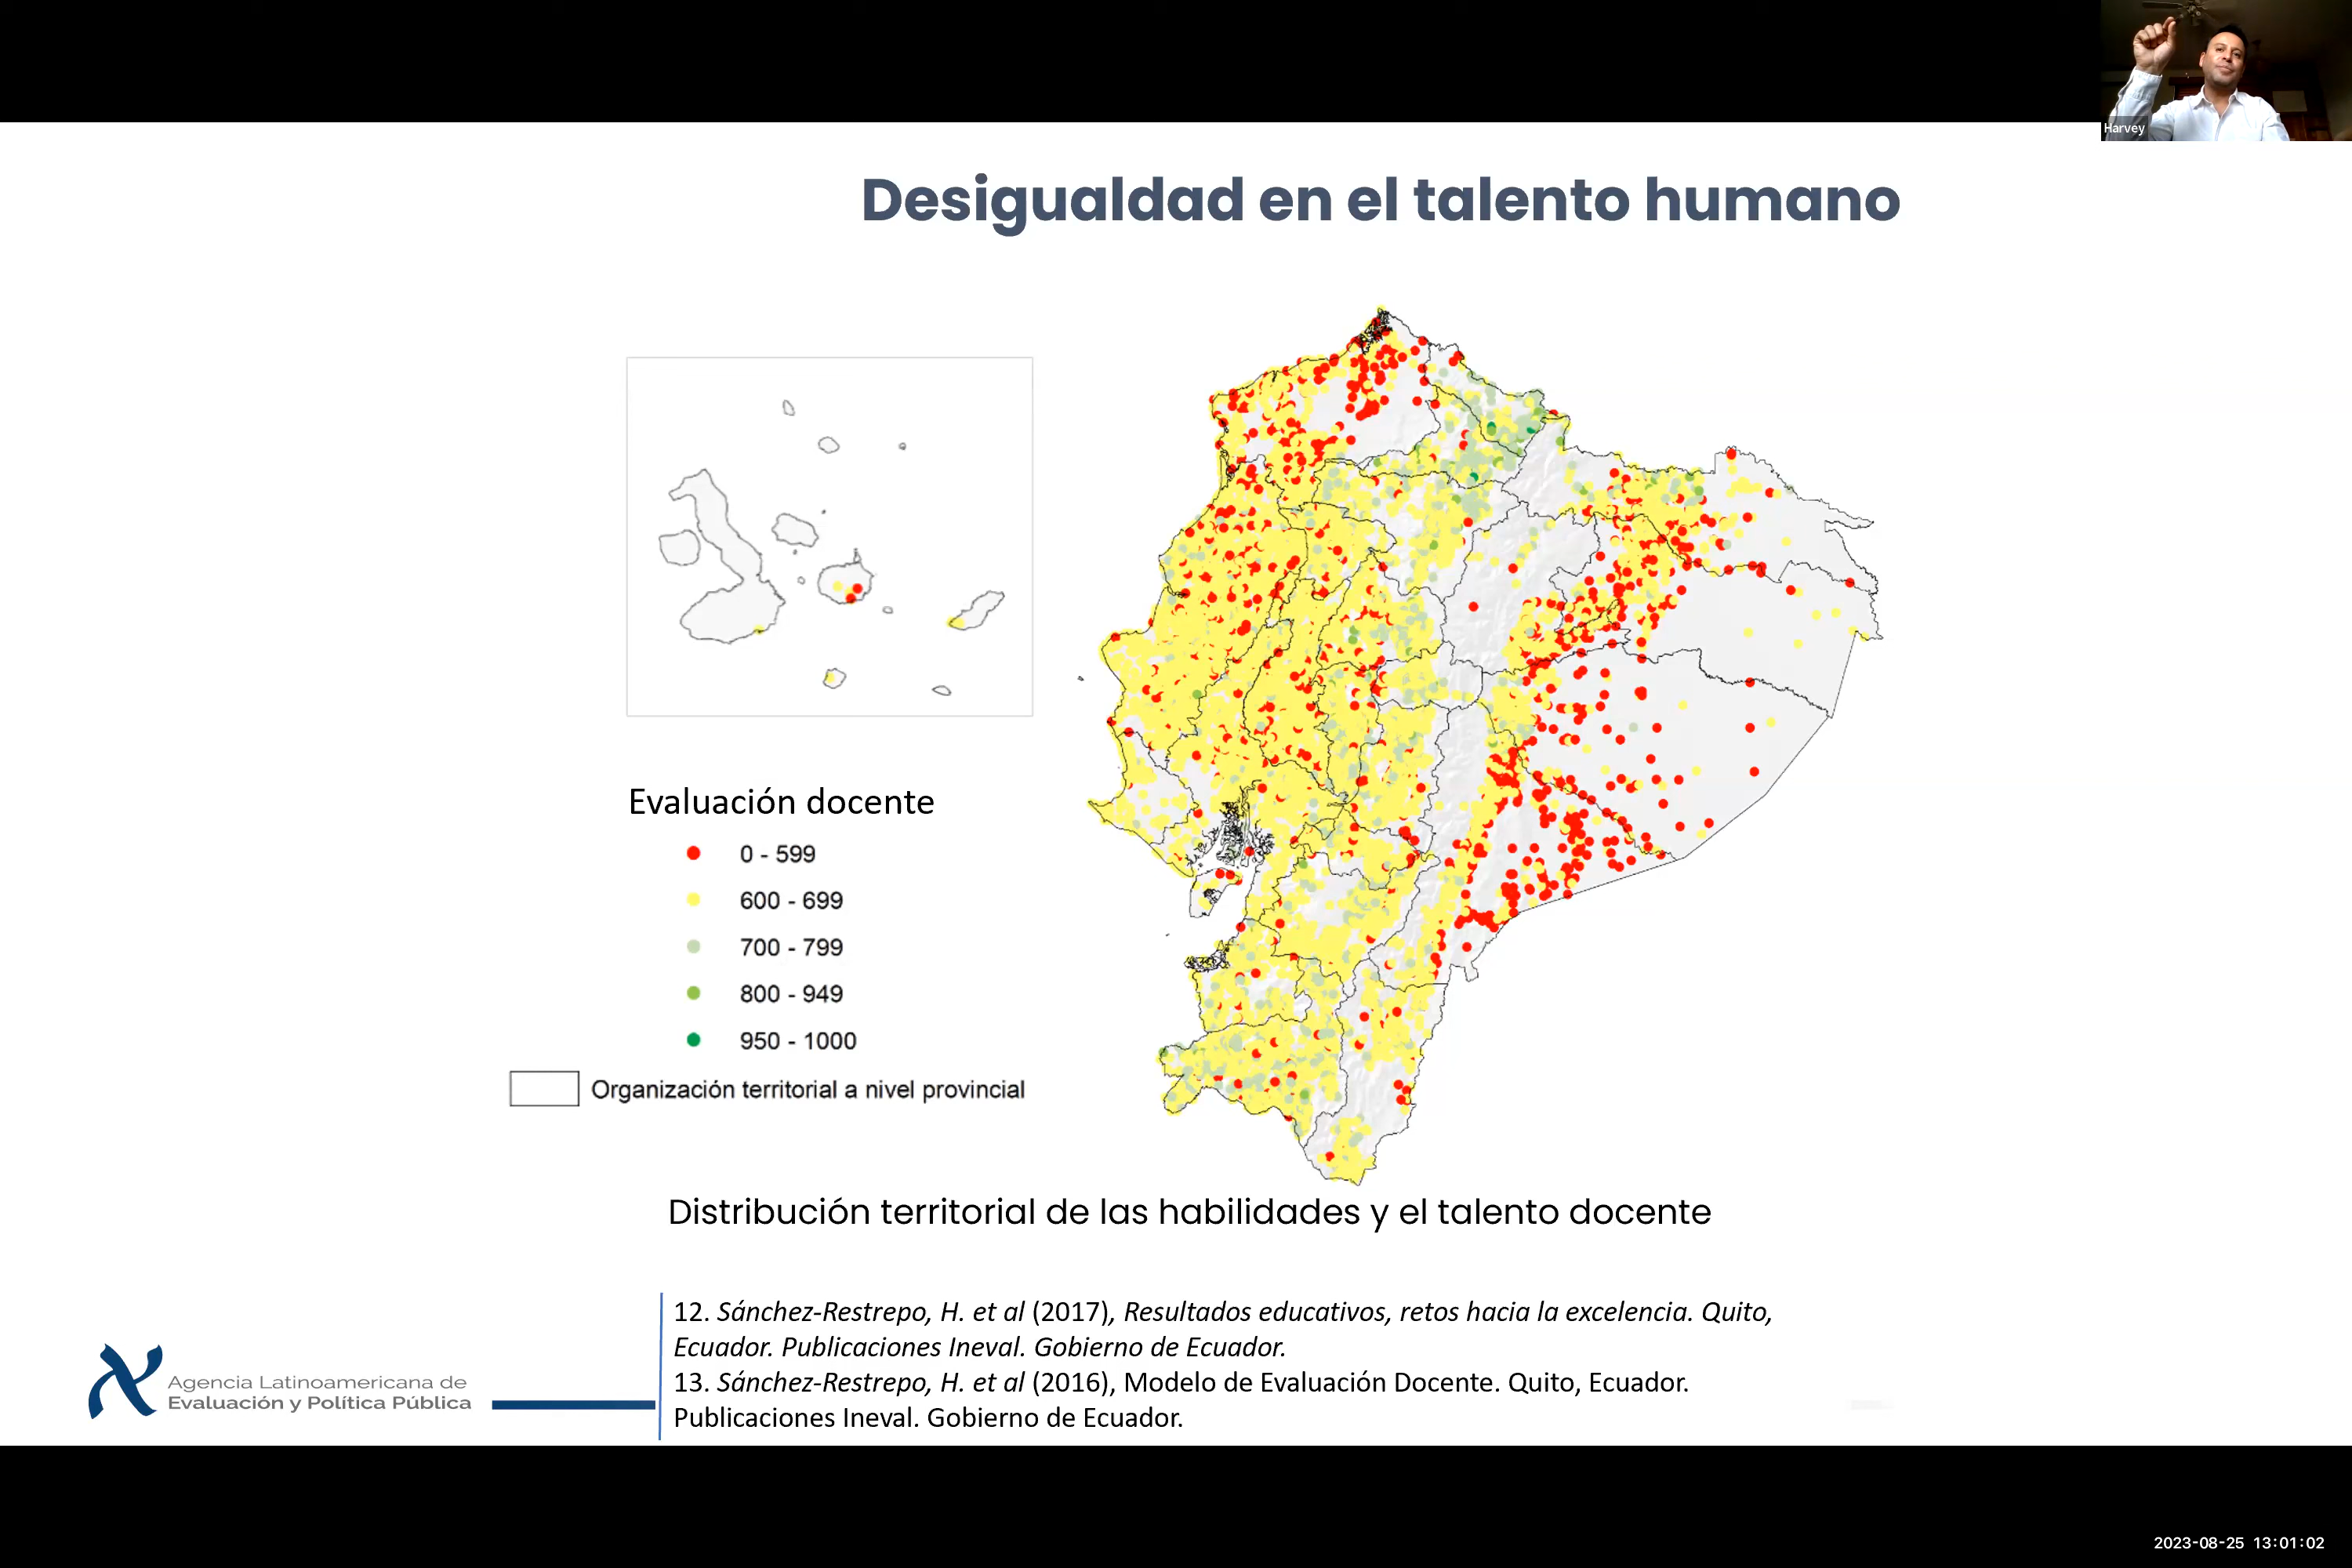 Harvey
Desigualdad en el talento humano
Evaluación docente
0 - 599
600 - 699
700 - 799
800 - 949
950 - 1000
Organización territorial a nivel provincial
Distribución territorial de las habilidades y el talento docente
12. Sánchez-Restrepo, H. et al (2017), Resultados educativos, retos hacia la excelencia. Quito,
Ecuador. Publicaciones Ineval. Gobierno de Ecuador.
13. Sánchez-Restrepo, H. et al (2016), Modelo de Evaluación Docente. Quito, Ecuador.
Publicaciones Ineval. Gobierno de Ecuador.
Agencia Latinoamericana de
Evaluación y Política Pública
2023-08-25 13:01:02